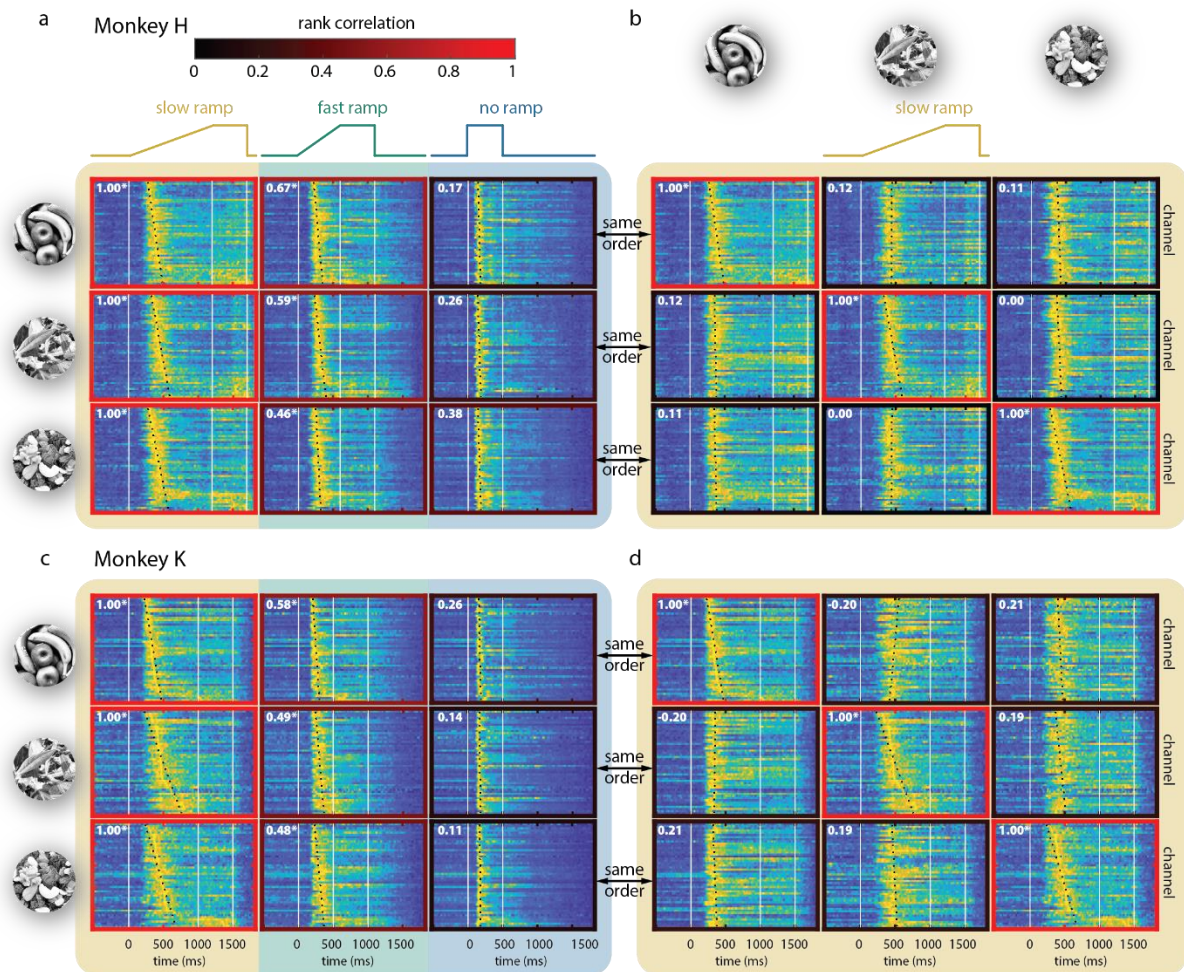 a
Monkey H
rank correlation
0 0.2 0.4 0.6 0.8 1
slow ramp
fast ramp
no ramp
1.00* 0.67* 0.17
1.00* 0.59* 0.26
1.00* 0.46* 0.38
same
order
same
order
same
order
b
slow ramp
1.00* 0.12 0.11
channel
0.12 1.00* 0.00
channel
0.11 0.00 1.00*
channel
c
Monkey K
1.00* 0.58* 0.26
1.00* 0.49* 0.14
1.00* 0.48* 0.11
0 500 1000 1500 0 500 1000 1500 0 500 1000 1500
time (ms) time (ms) time (ms)
same
order
same
order
same
order
d
1.00* -0.20 0.21
channel
-0.20 1.00* 0.19
channel
0.21 0.19 1.00*
channel
0 500 1000 1500 0 500 1000 1500 0 500 1000 1500
time (ms) time (ms) time (ms)